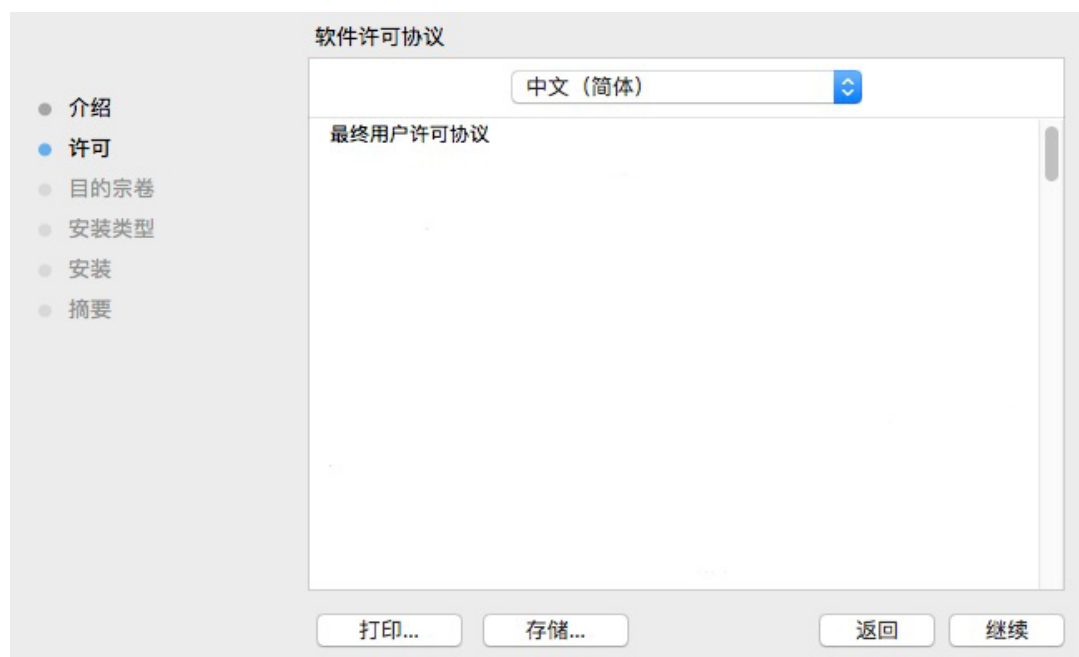 软件许可协议
中文（简体）
介绍
许可
目的宗卷
安装类型
安装
摘要
最终用户许可协议
打印... 存储... 返回 继续